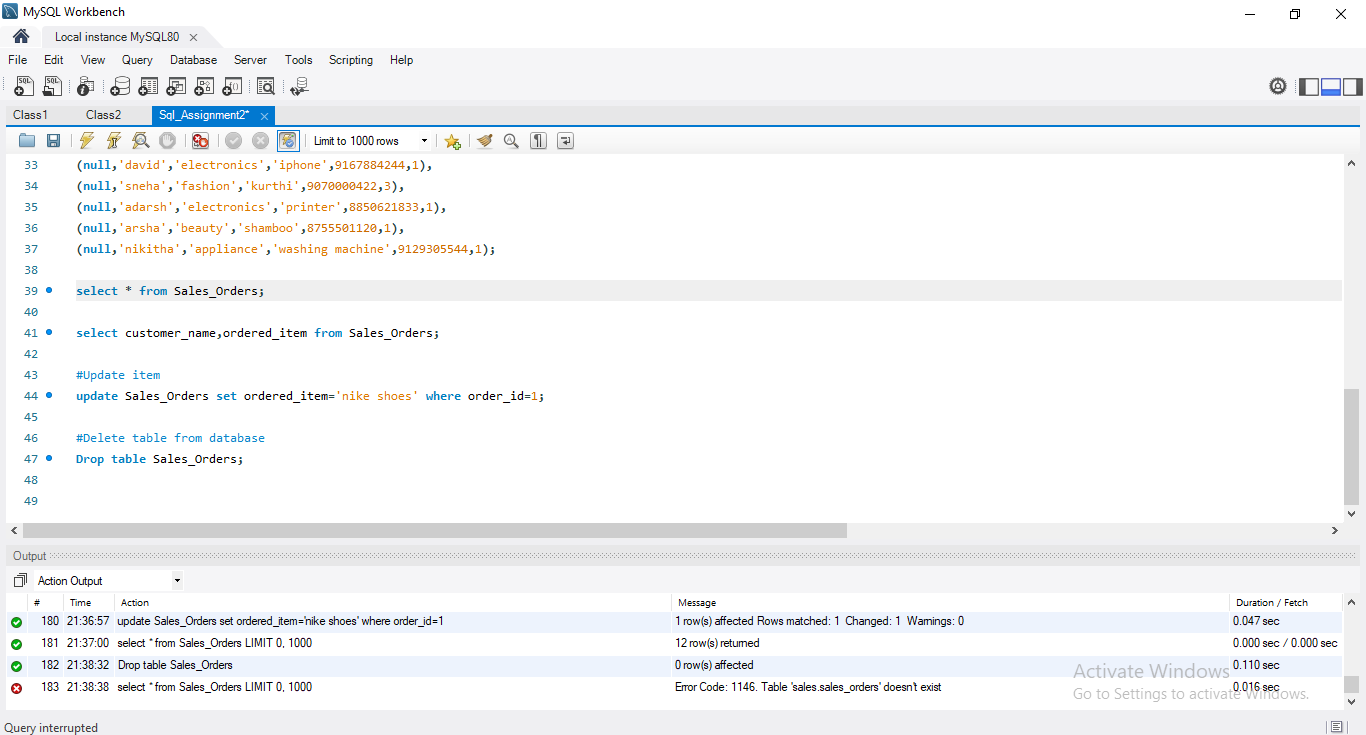 MySQL Workbench
Local instance MySQL80 ×
File Edit View Query Database Server Tools Scripting Help
Class1 Class2 Sql_Assignment2* ×
Limit to 1000 rows
33 (null,'david','electronics','iphone',9167884244,1),
34 (null,'sneha','fashion','kurthi',9070000422,3),
35 (null,'adarsh','electronics','printer',8850621833,1),
36 (null,'arsha','beauty','shamboo',8755501120,1),
37 (null,'nikitha','appliance','washing machine',9129305544,1);
38
39 select * from Sales_Orders;
40
41 select customer_name,ordered_item from Sales_Orders;
42
43 #Update item
44 update Sales_Orders set ordered_item='nike shoes' where order_id=1;
45
46 #Delete table from database
47 Drop table Sales_Orders;
48
49
Output
Action Output
# Time Action Message Duration / Fetch
180 21:36:57 update Sales_Orders set ordered_item='nike shoes' where order_id=1 1 row(s) affected Rows matched: 1 Changed: 1 Warnings: 0 0.047 sec
181 21:37:00 select * from Sales_Orders LIMIT 0, 1000 12 row(s) returned 0.000 sec / 0.000 sec
182 21:38:32 Drop table Sales_Orders 0 row(s) affected 0.110 sec
183 21:38:38 select * from Sales_Orders LIMIT 0, 1000 Error Code: 1146. Table 'sales.sales_orders' doesn't exist 0.016 sec
Activate Windows
Go to Settings to activate Windows.
Query interrupted